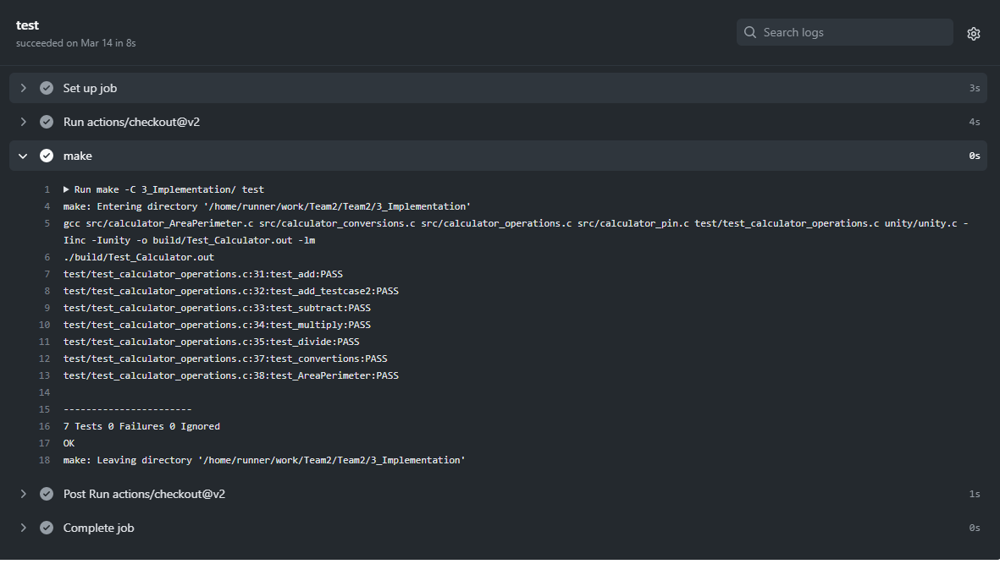 test
succeeded on Mar 14 in 8s
Search logs
Set up job 3s
Run actions/checkout@v2 4s
make 0s
1 Run make -C 3_Implementation/ test
4 make: Entering directory '/home/runner/work/Team2/Team2/3_Implementation'
5 gcc src/calculator_AreaPerimeter.c src/calculator_conversions.c src/calculator_operations.c src/calculator_pin.c test/test_calculator_operations.c unity/unity.c -
Iinc -Iunity -o build/Test_Calculator.out -lm
6 ./build/Test_Calculator.out
7 test/test_calculator_operations.c:31:test_add:PASS
8 test/test_calculator_operations.c:32:test_add_testcase2:PASS
9 test/test_calculator_operations.c:33:test_subtract:PASS
10 test/test_calculator_operations.c:34:test_multiply:PASS
11 test/test_calculator_operations.c:35:test_divide:PASS
12 test/test_calculator_operations.c:37:test_convertions:PASS
13 test/test_calculator_operations.c:38:test_AreaPerimeter:PASS
14
15 -----------------------
16 7 Tests 0 Failures 0 Ignored
17 OK
18 make: Leaving directory '/home/runner/work/Team2/Team2/3_Implementation'
Post Run actions/checkout@v2 1s
Complete job 0s